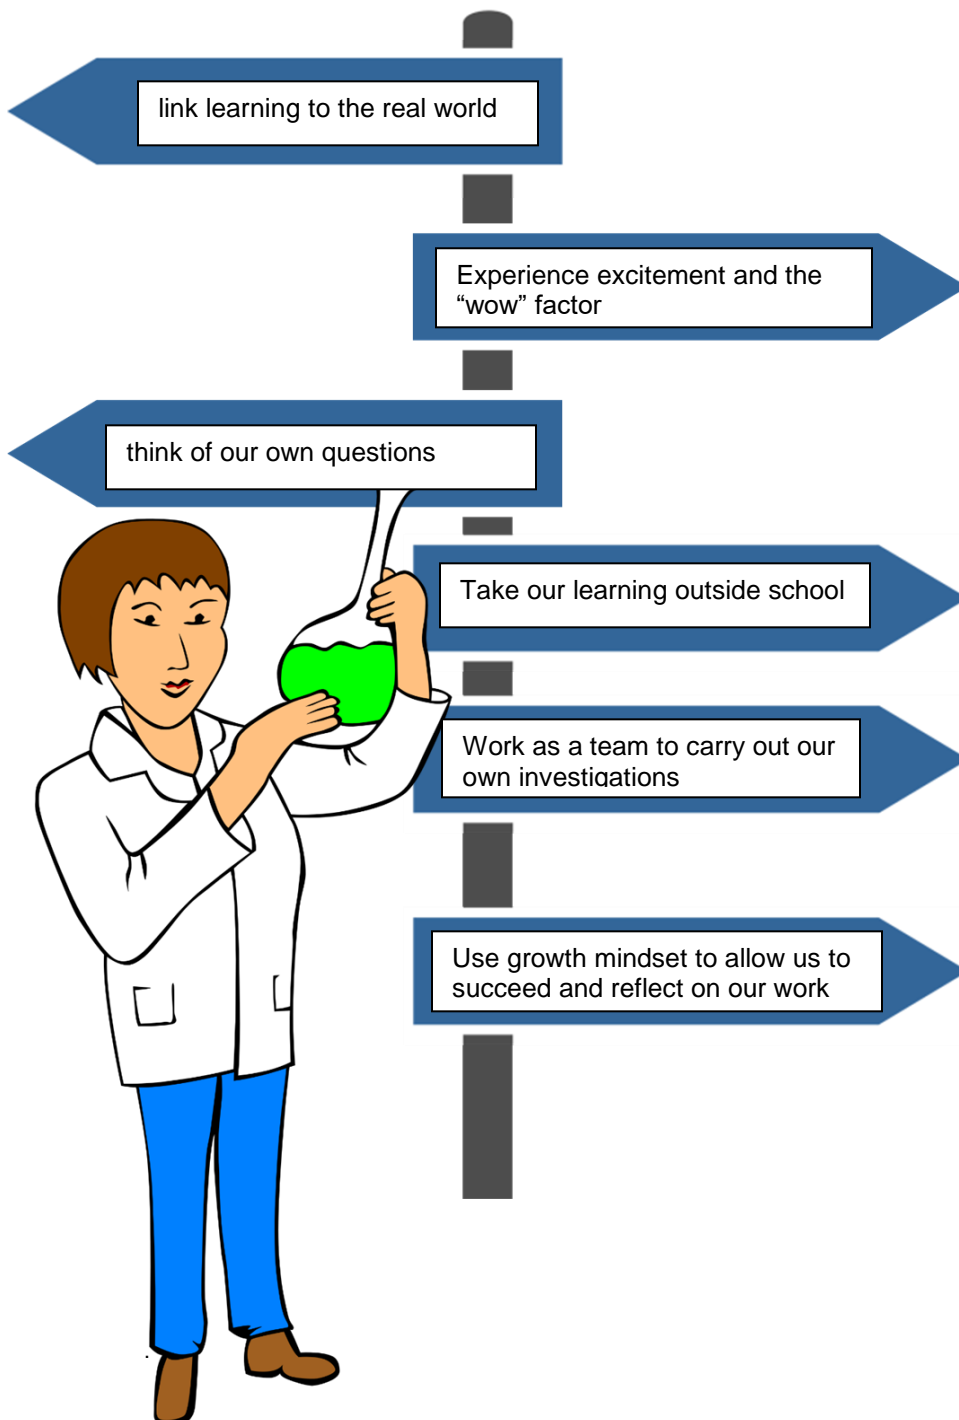 link learning to the real world
Experience excitement and the
“wow” factor
think of our own questions
Take our learning outside school
Work as a team to carry out our
own investigations
Use growth mindset to allow us to
succeed and reflect on our work